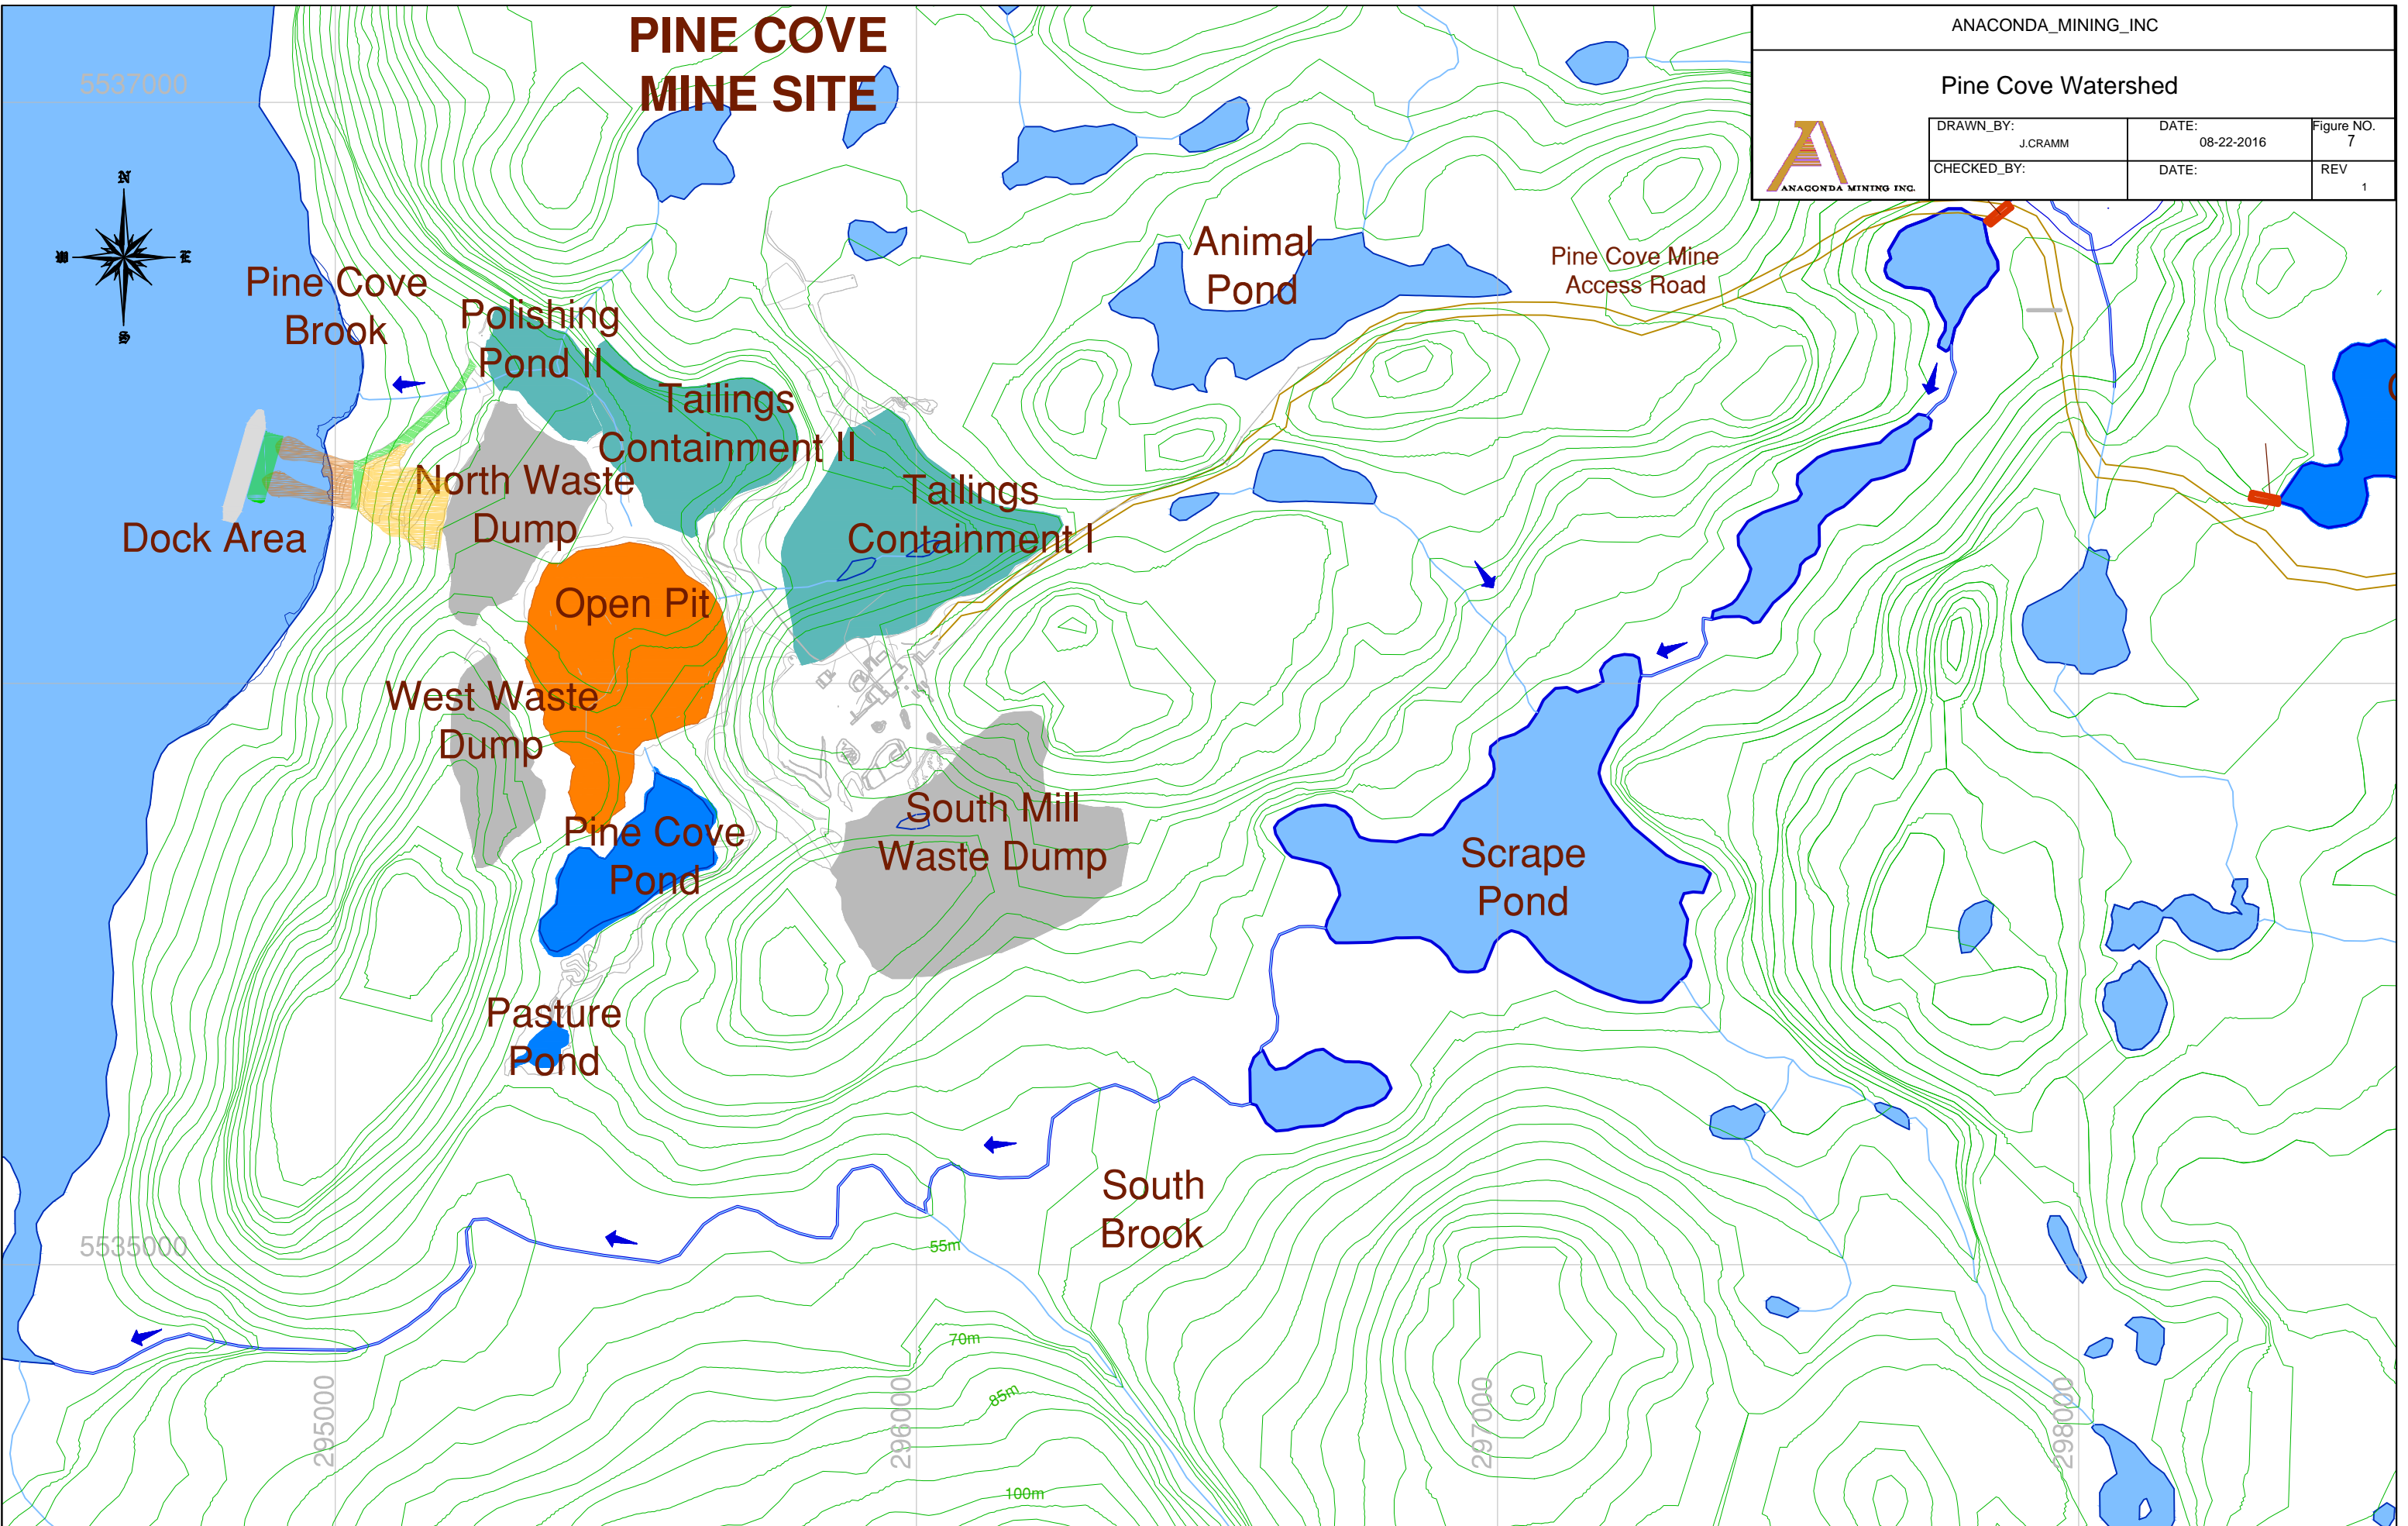 PINE COVE
MINE SITE
ANACONDA_MINING_INC
Pine Cove Watershed
DRAWN_BY:
J.CRAMM
DATE:
08-22-2016
Figure NO.
7
CHECKED_BY:
DATE:
REV
1
ANACONDA MINING INC.
5537000
N
S
Pine Cove
Brook
Polishing
Pond II
Animal
Pond
Pine Cove Mine
Access Road
Tailings
Containment II
North Waste
Dump
Tailings
Containment I
Dock Area
Open Pit
West Waste
Dump
Pine Cove
Pond
South Mill
Waste Dump
Scrape
Pond
Pasture
Pond
South
Brook
5535000
55m
70m
85m
100m
295000
296000
297000
298000